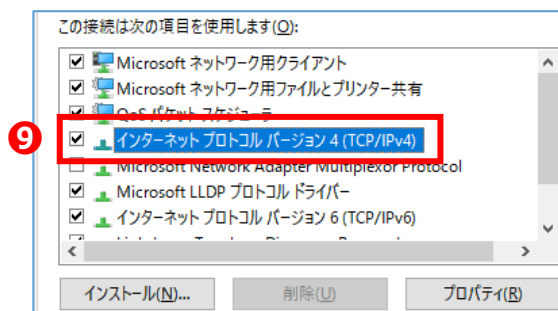 この接続は次の項目を使用します(O):
Microsoft ネットワーク用クライアント
Microsoft ネットワーク用ファイルとプリンター共有
QoS パケット スケジューラ
❾
インターネット プロトコル バージョン 4 (TCP/IPv4)
Microsoft Network Adapter Multiplexor Protocol
Microsoft LLDP プロトコル ドライバー
インターネット プロトコル バージョン 6 (TCP/IPv6)
インストール(N)...
削除(U)
プロパティ(R)